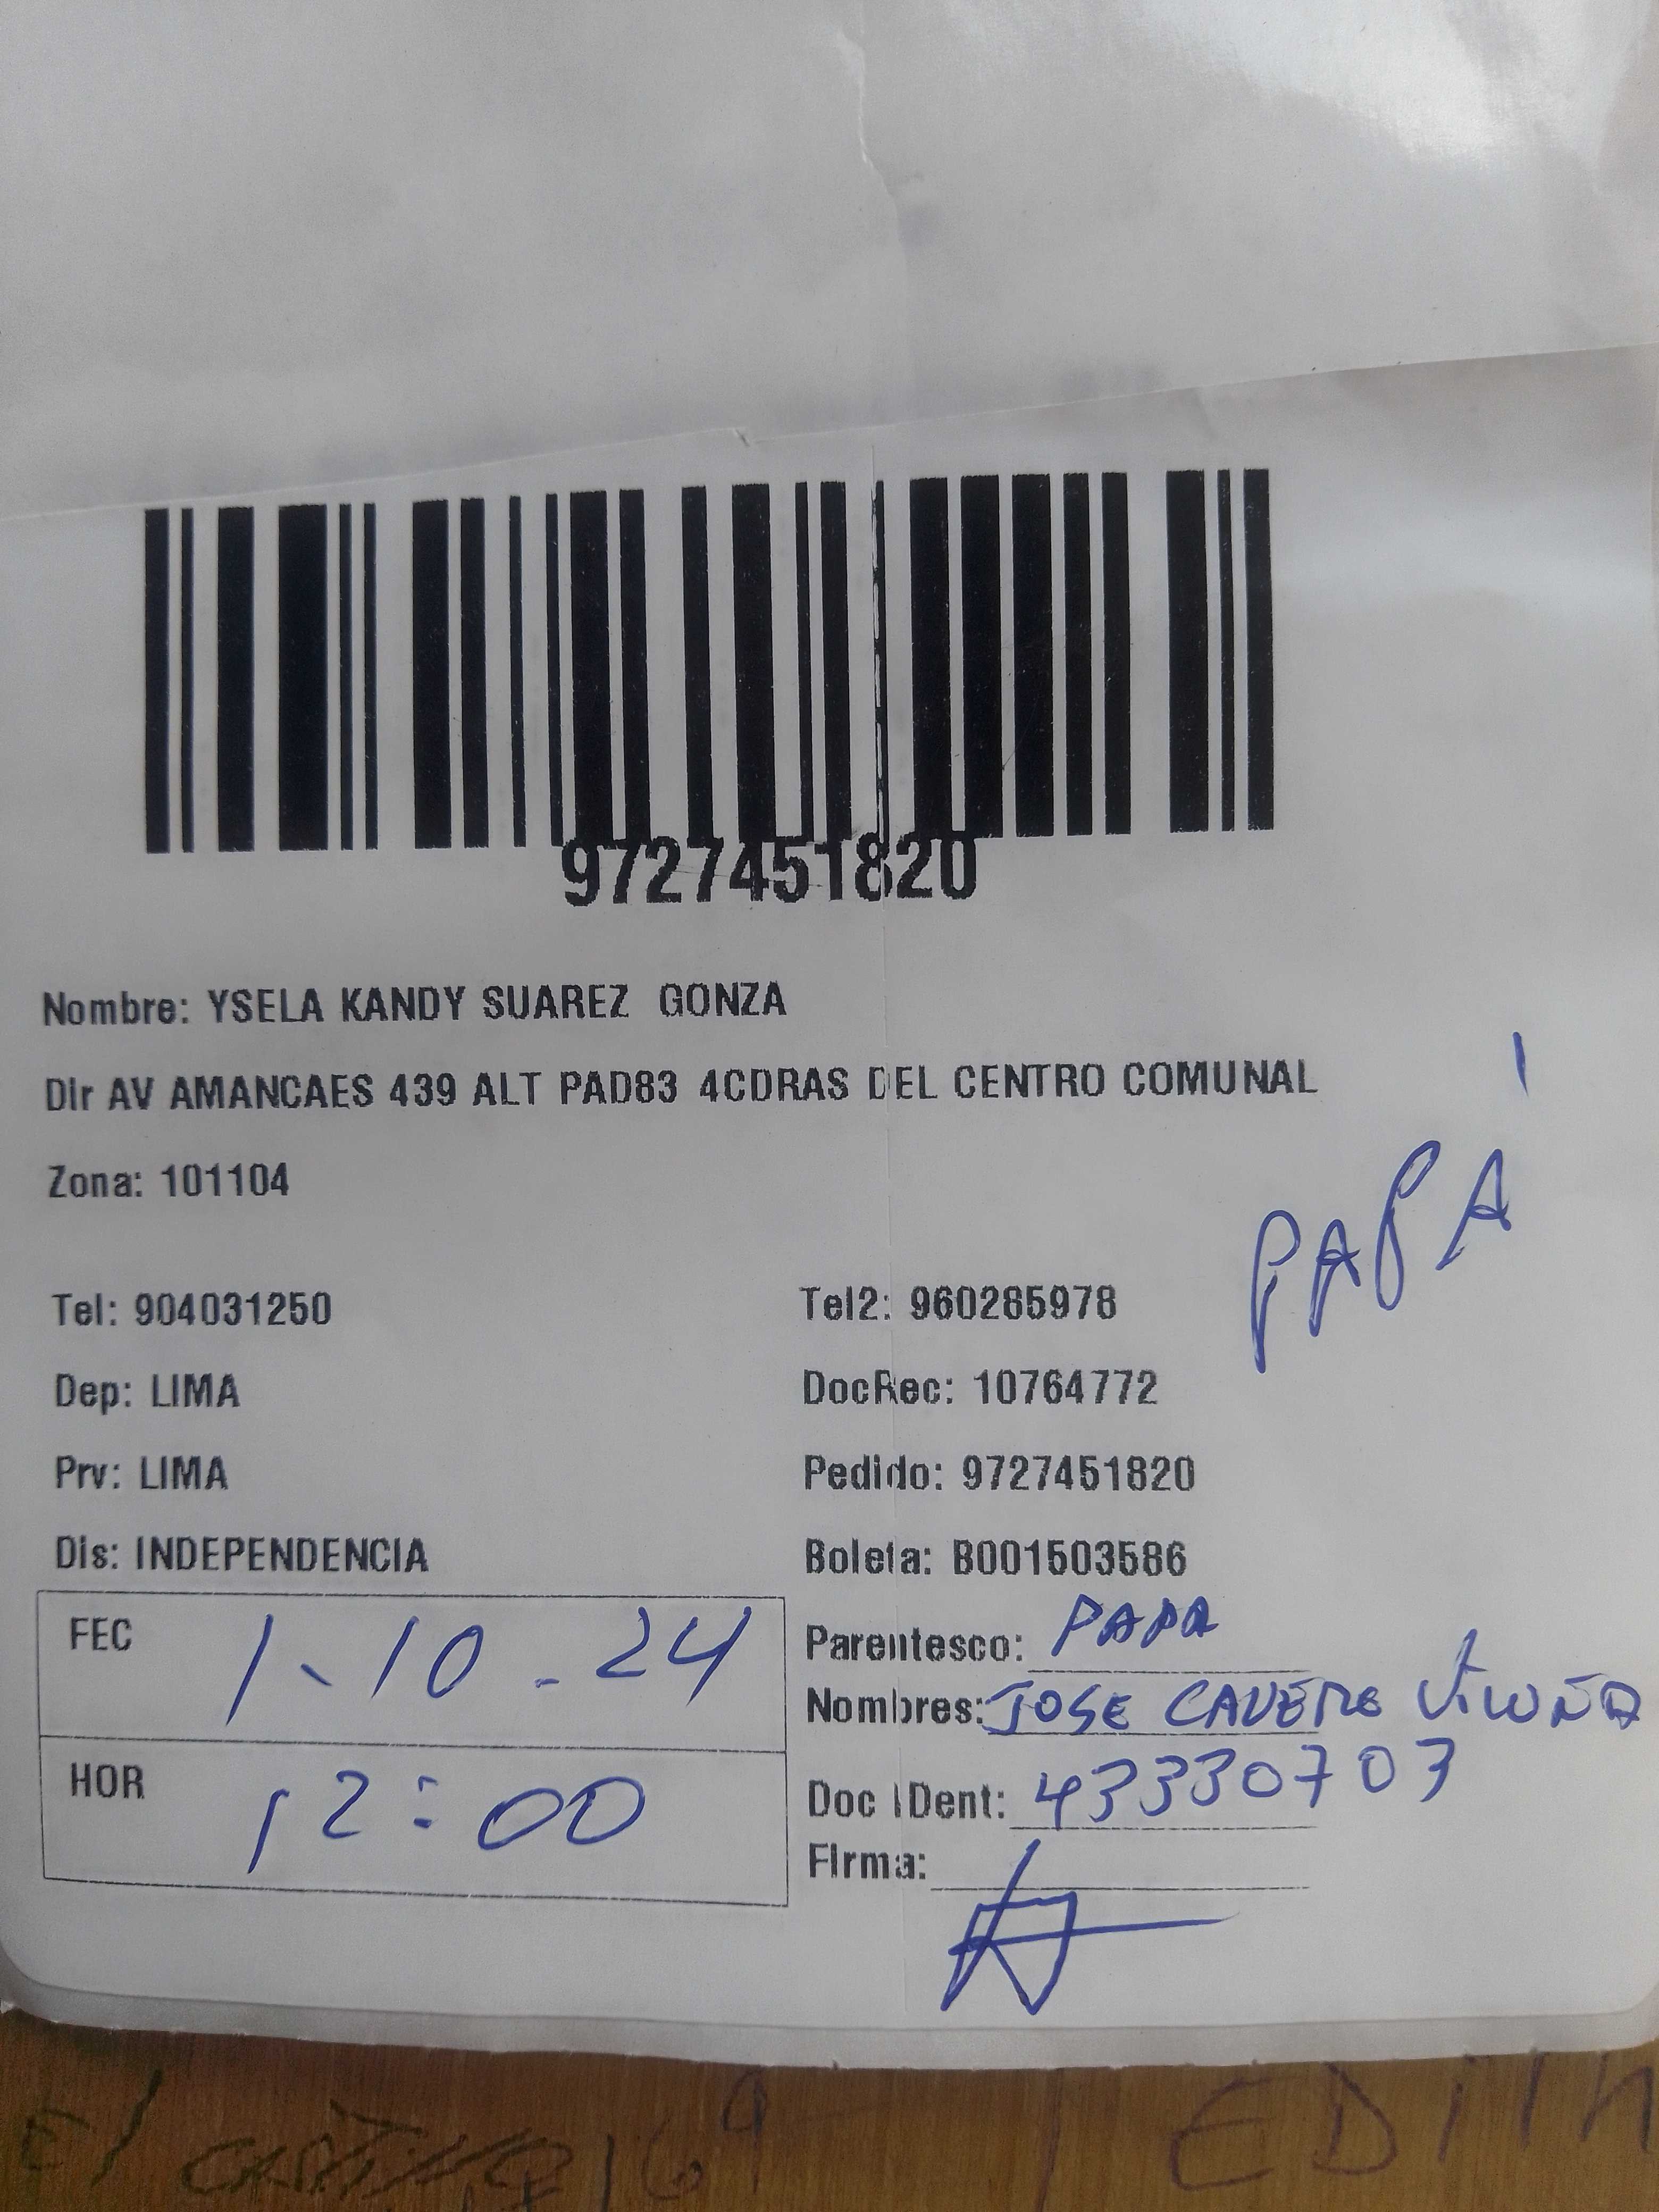 9727451820
Nombre: YSELA KANDY SUAREZ GONZA
Dir AV AMANCAES 439 ALT PAD83 4CDRAS DEL CENTRO COMUNAL
Zona: 101104
PAPÁ
Tel: 904031250 Tel2: 960285978
Dep: LIMA DocRec: 10764772
Prv: LIMA Pedido: 9727451820
Dis: INDEPENDENCIA Boleta: B001503586
FEC 1-10-24 Parentesco: PAPA
Nombres: JOSE
HOR 12:00 Doc IDent: 43330703
Firma:
EDITH